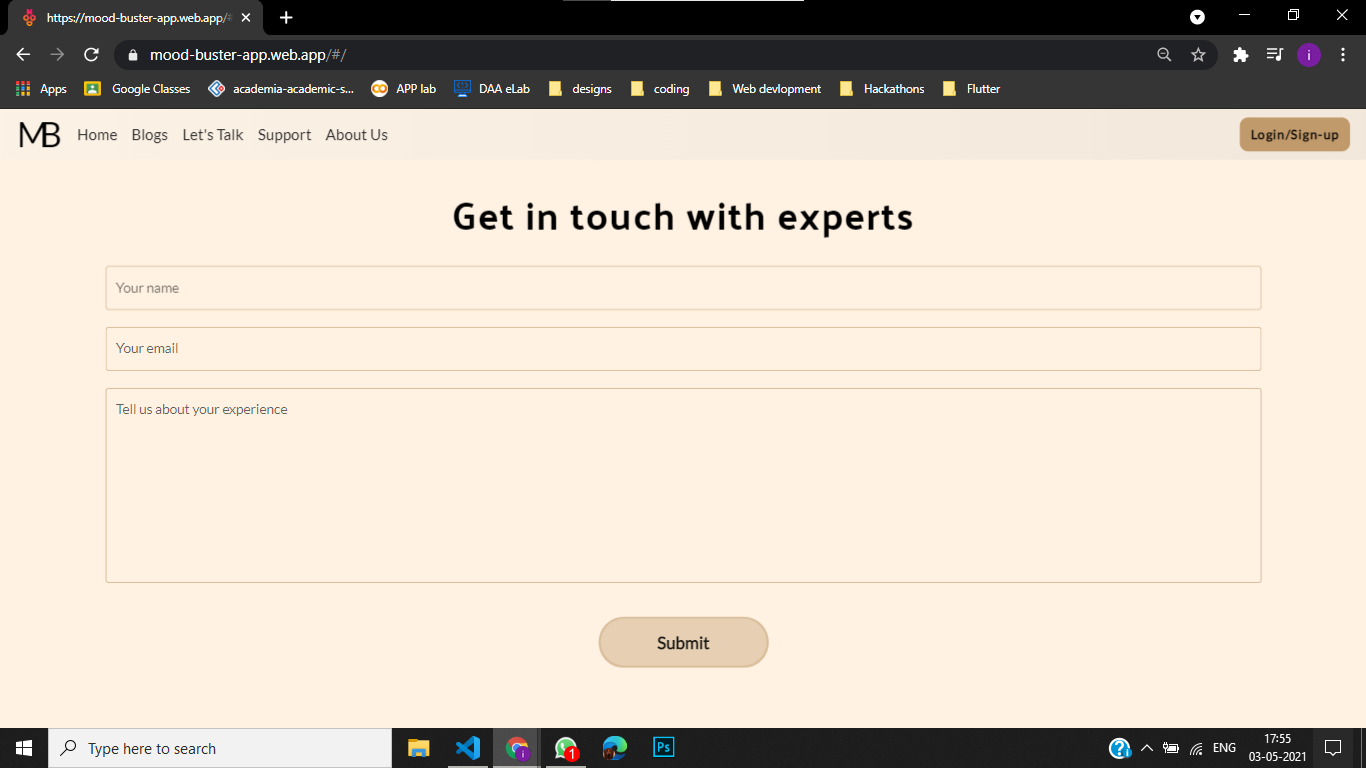 https://mood-buster-app.web.app/#
mood-buster-app.web.app/#/
i
Apps Google Classes academia-academic-s... APP lab DAA eLab designs coding Web devlopment Hackathons Flutter
MB Home Blogs Let's Talk Support About Us Login/Sign-up
Get in touch with experts
Your name
Your email
Tell us about your experience
Submit
Type here to search i 1 Ps ? ENG 17:55
03-05-2021